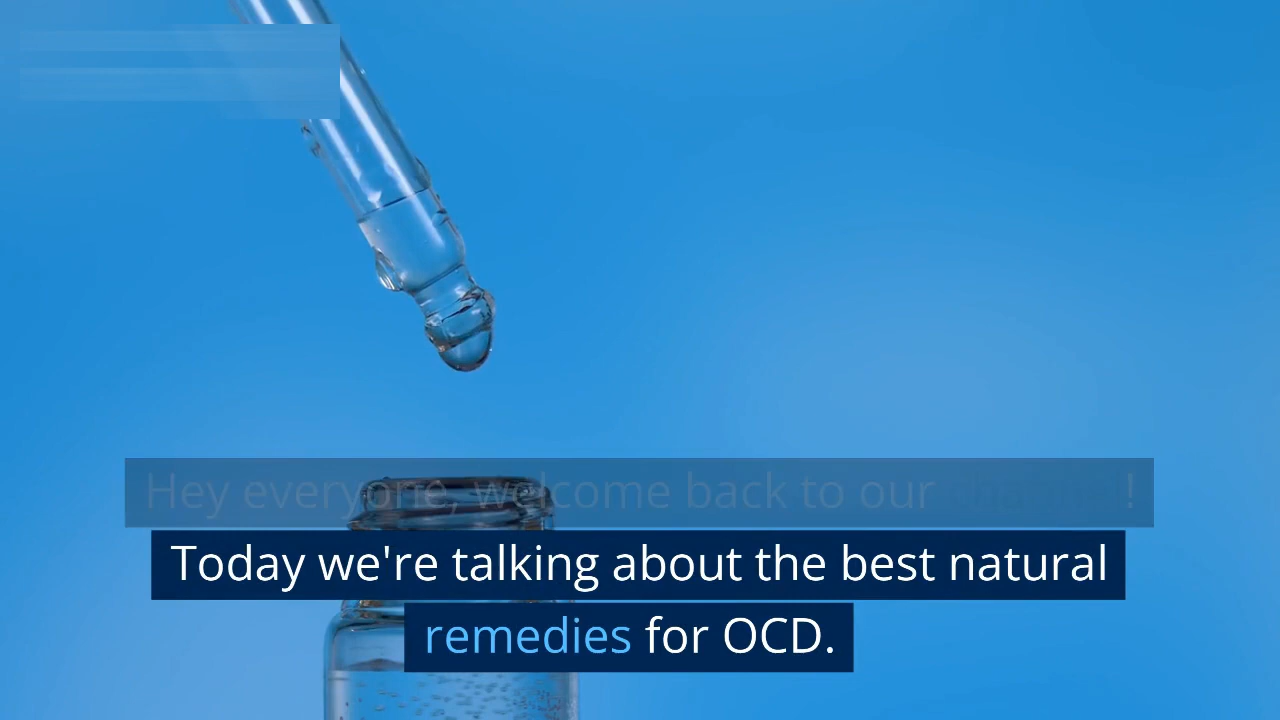 Hey everyone, welcome back to our !
Today we're talking about the best natural
remedies for OCD.